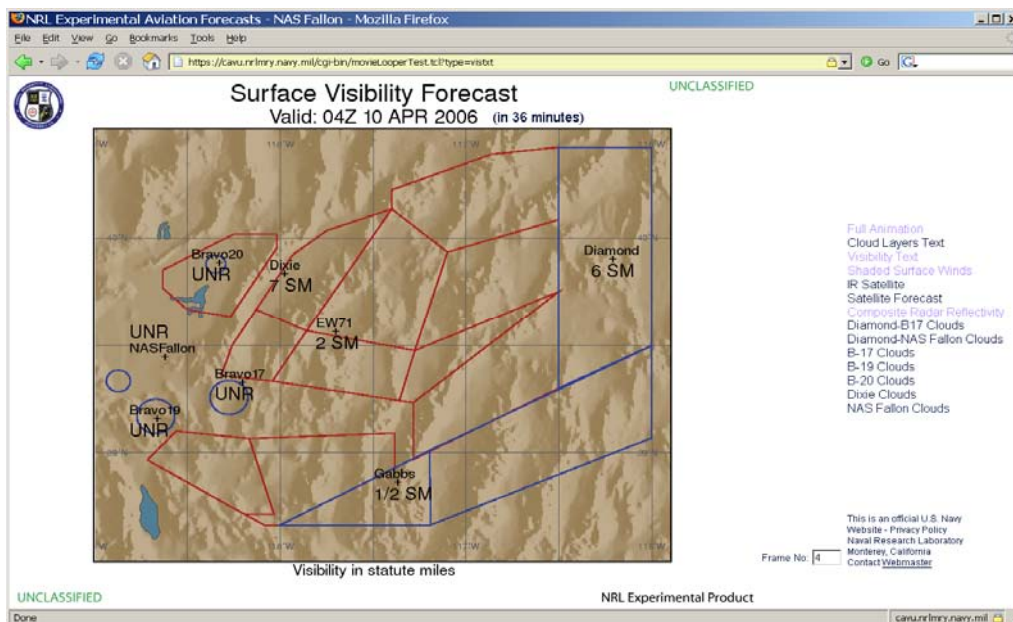 NRL Experimental Aviation Forecasts - NAS Fallon - Mozilla Firefox
File Edit View Go Bookmarks Tools Help
https://cavu.nrlmry.navy.mil/cgi-bin/movieLooperTest.tcl?type=vistxt
Go
UNCLASSIFIED
Surface Visibility Forecast
Valid: 04Z 10 APR 2006 (in 36 minutes)
118°W
Bravo20
UNR
Dixie
7 SM
Diamond
6 SM
EW71
2 SM
UNR
NASFallon
Bravo17
UNR
Bravo19
UNR
Gabbs
1/2 SM
Visibility in statute miles
Full Animation
Cloud Layers Text
Visibility Text
Shaded Surface Winds
IR Satellite
Satellite Forecast
Composite Radar Reflectivity
Diamond-B17 Clouds
Diamond-NAS Fallon Clouds
B-17 Clouds
B-19 Clouds
B-20 Clouds
Dixie Clouds
NAS Fallon Clouds
This is an official U.S. Navy
Website - Privacy Policy
Naval Research Laboratory
Monterey, California
Contact Webmaster
Frame No: 4
UNCLASSIFIED
NRL Experimental Product
Done
cavu.nrlmry.navy.mil